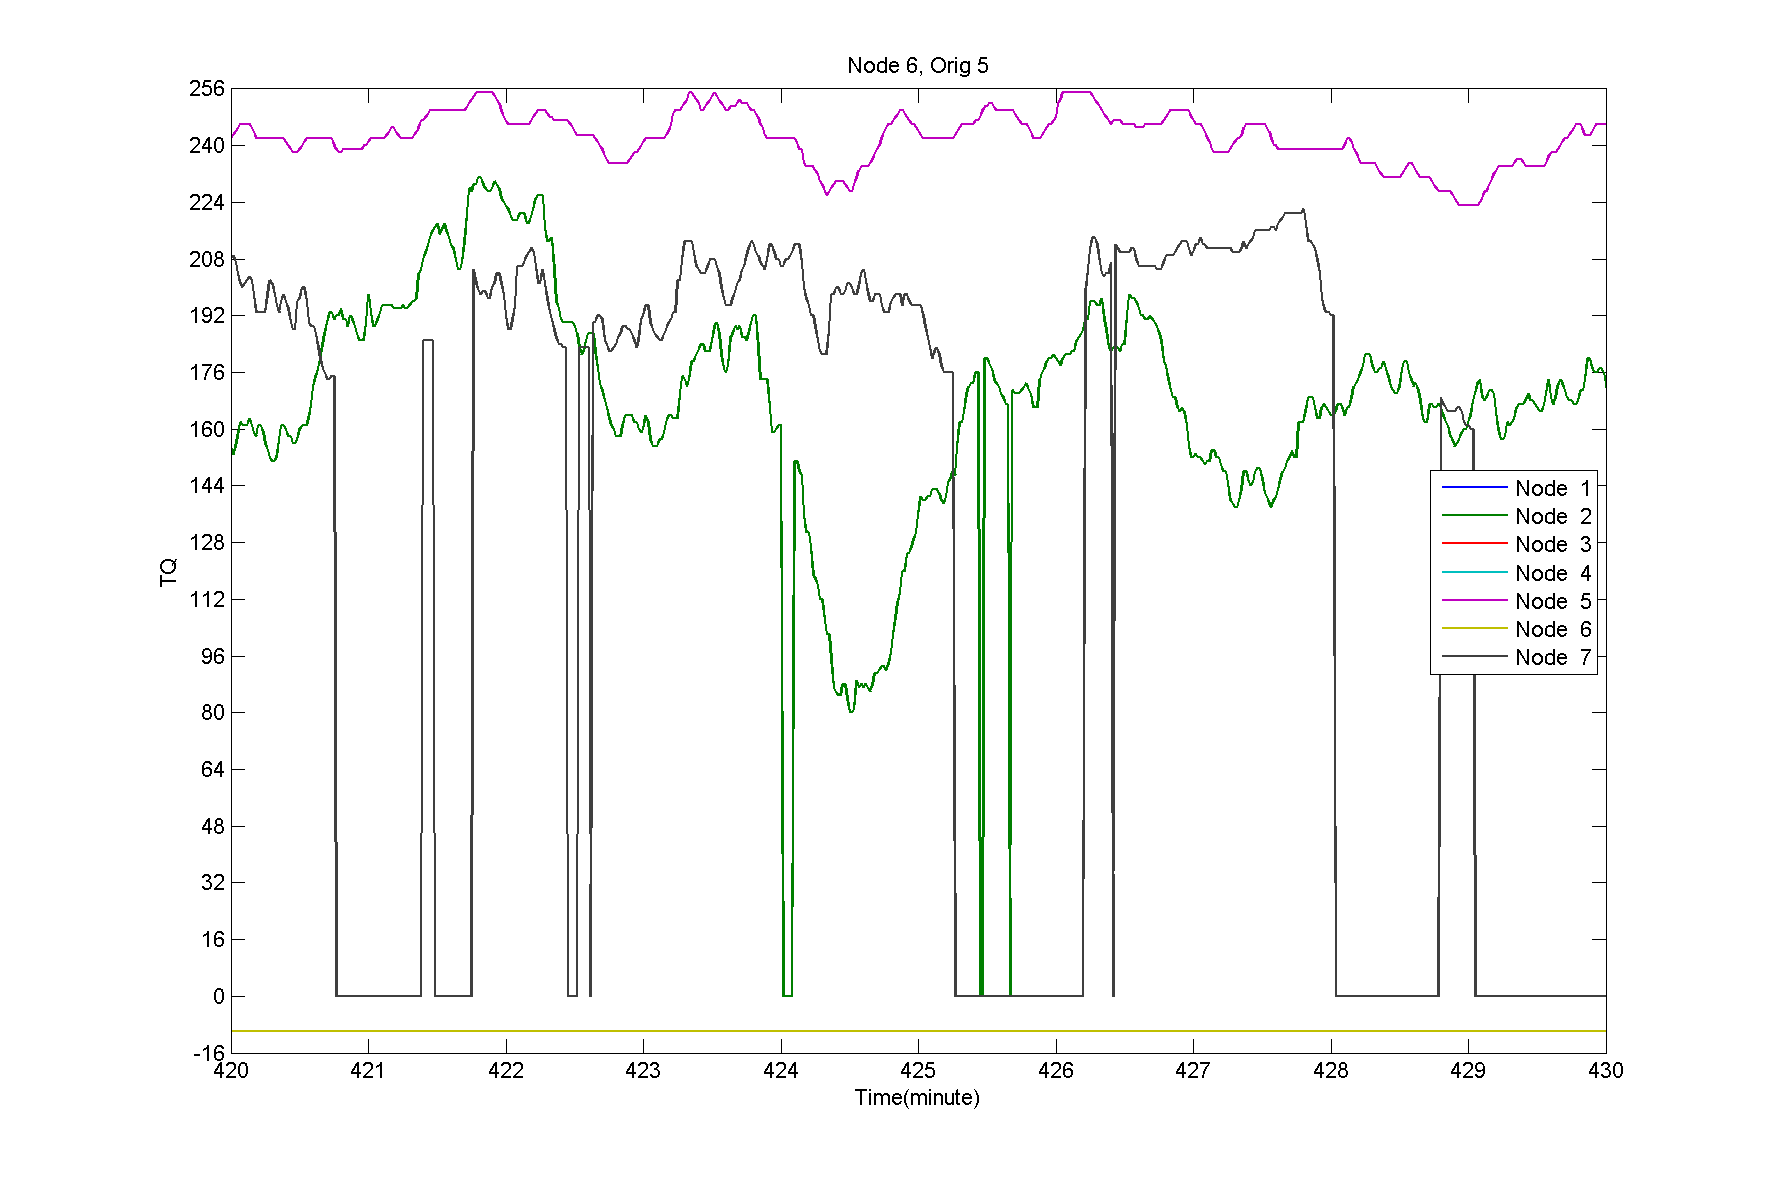 Node 6, Orig 5
256
240
224
208
192
176
160
144
128
112
96
80
64
48
32
16
0
-16
TQ
Node 1
Node 2
Node 3
Node 4
Node 5
Node 6
Node 7
420 421 422 423 424 425 426 427 428 429 430
Time(minute)